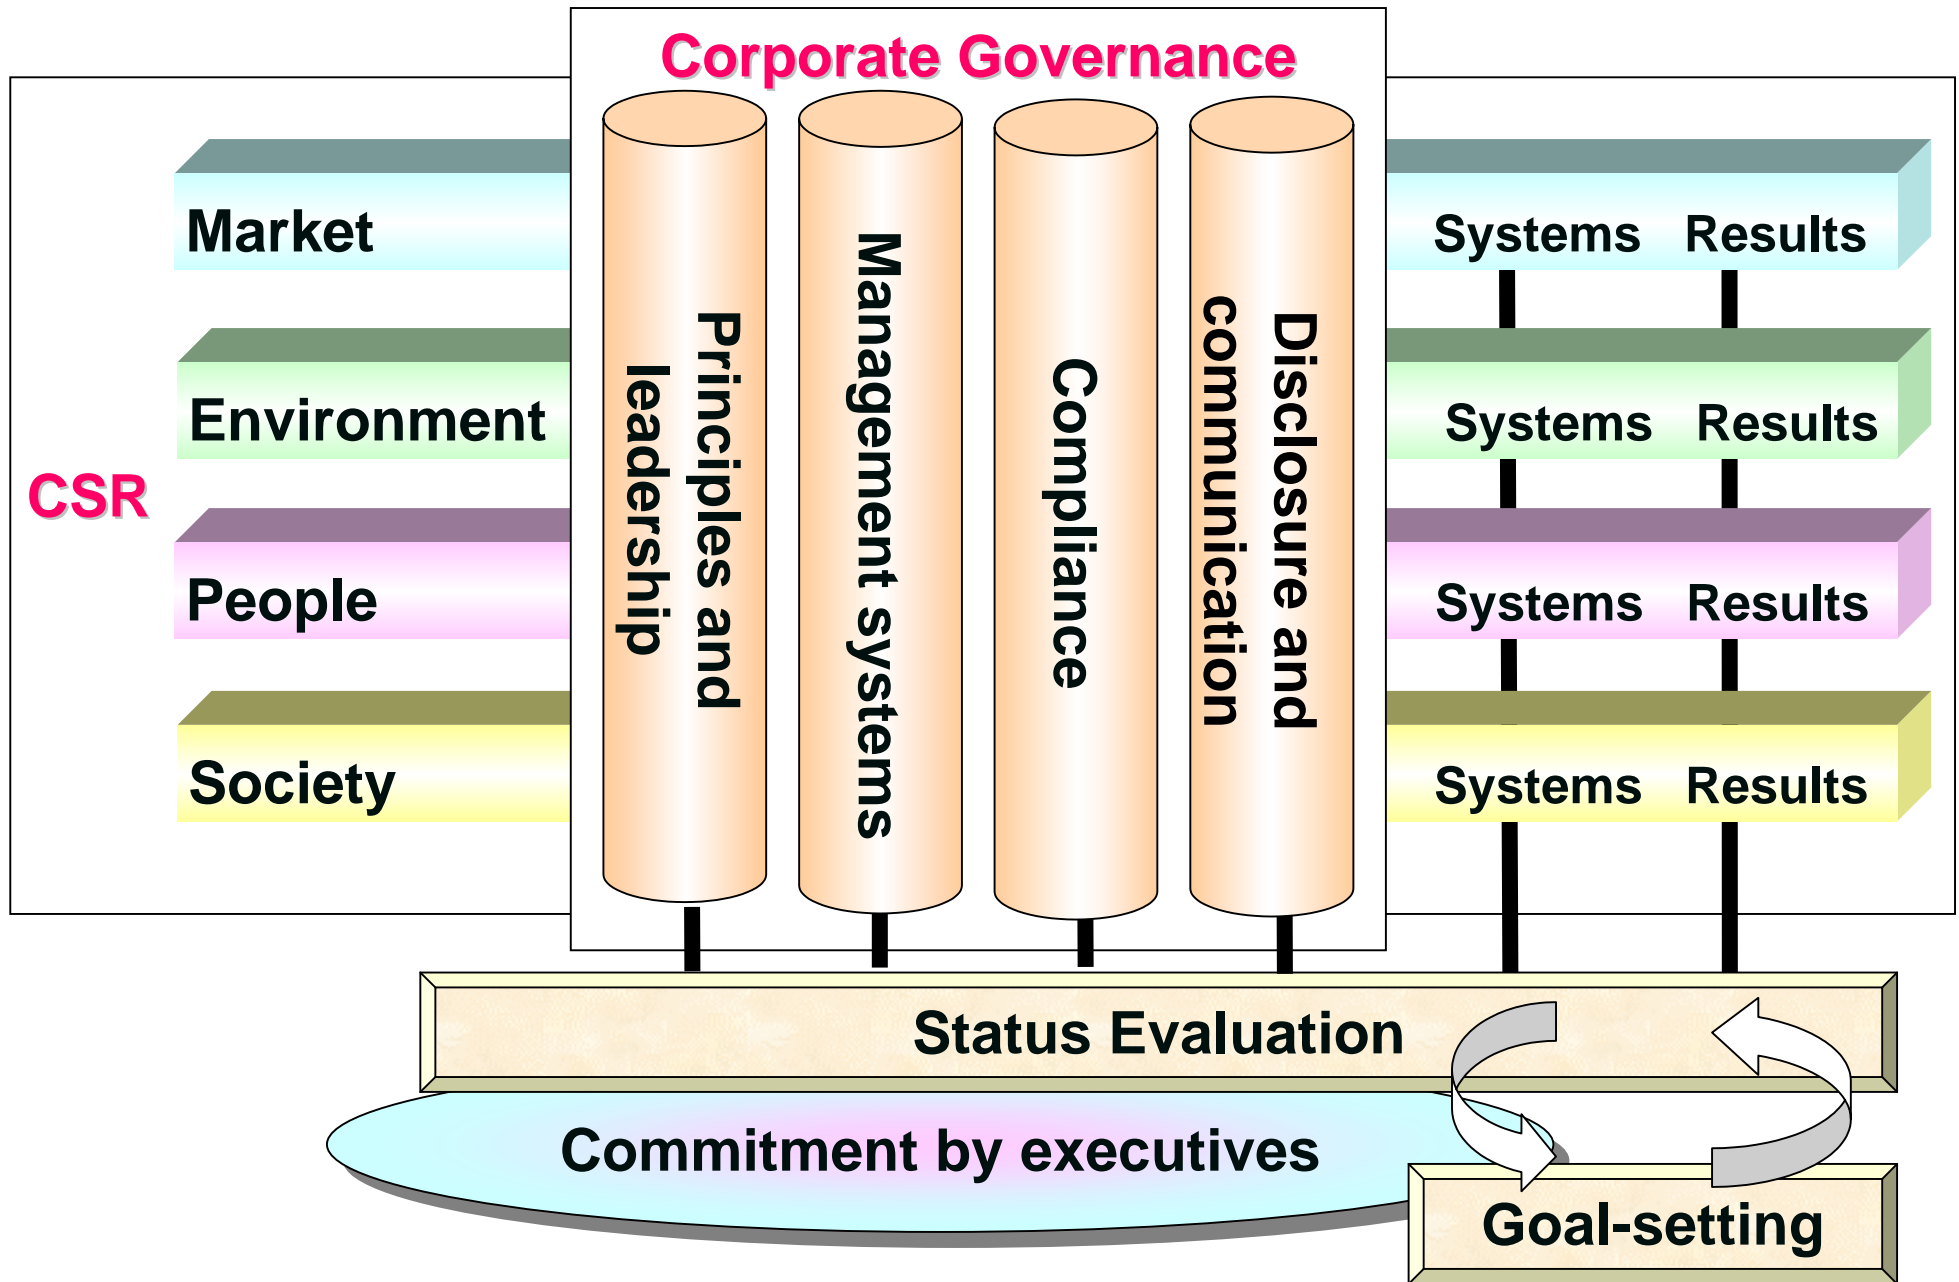 Corporate Governance
CSR
Market
Environment
People
Society
Principles and
leadership
Management systems
Compliance
Disclosure and
communication
Systems Results
Systems Results
Systems Results
Systems Results
Status Evaluation
Commitment by executives
Goal-setting